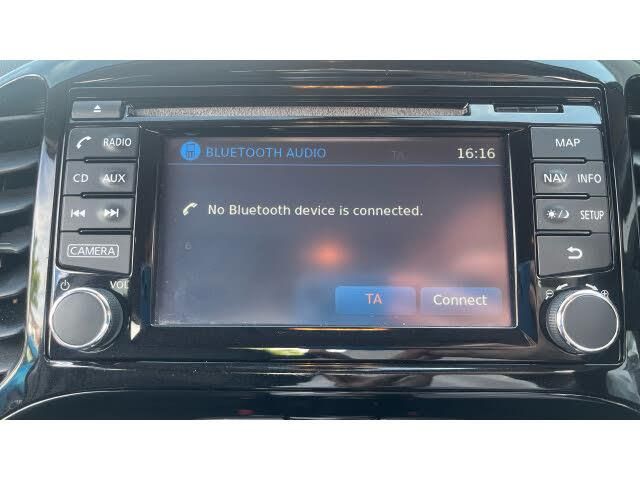 RADIO
CD AUX
CAMERA
VOL
BLUETOOTH AUDIO TA 16:16
No Bluetooth device is connected.
6
TA Connect
MAP
NAV INFO
SETUP